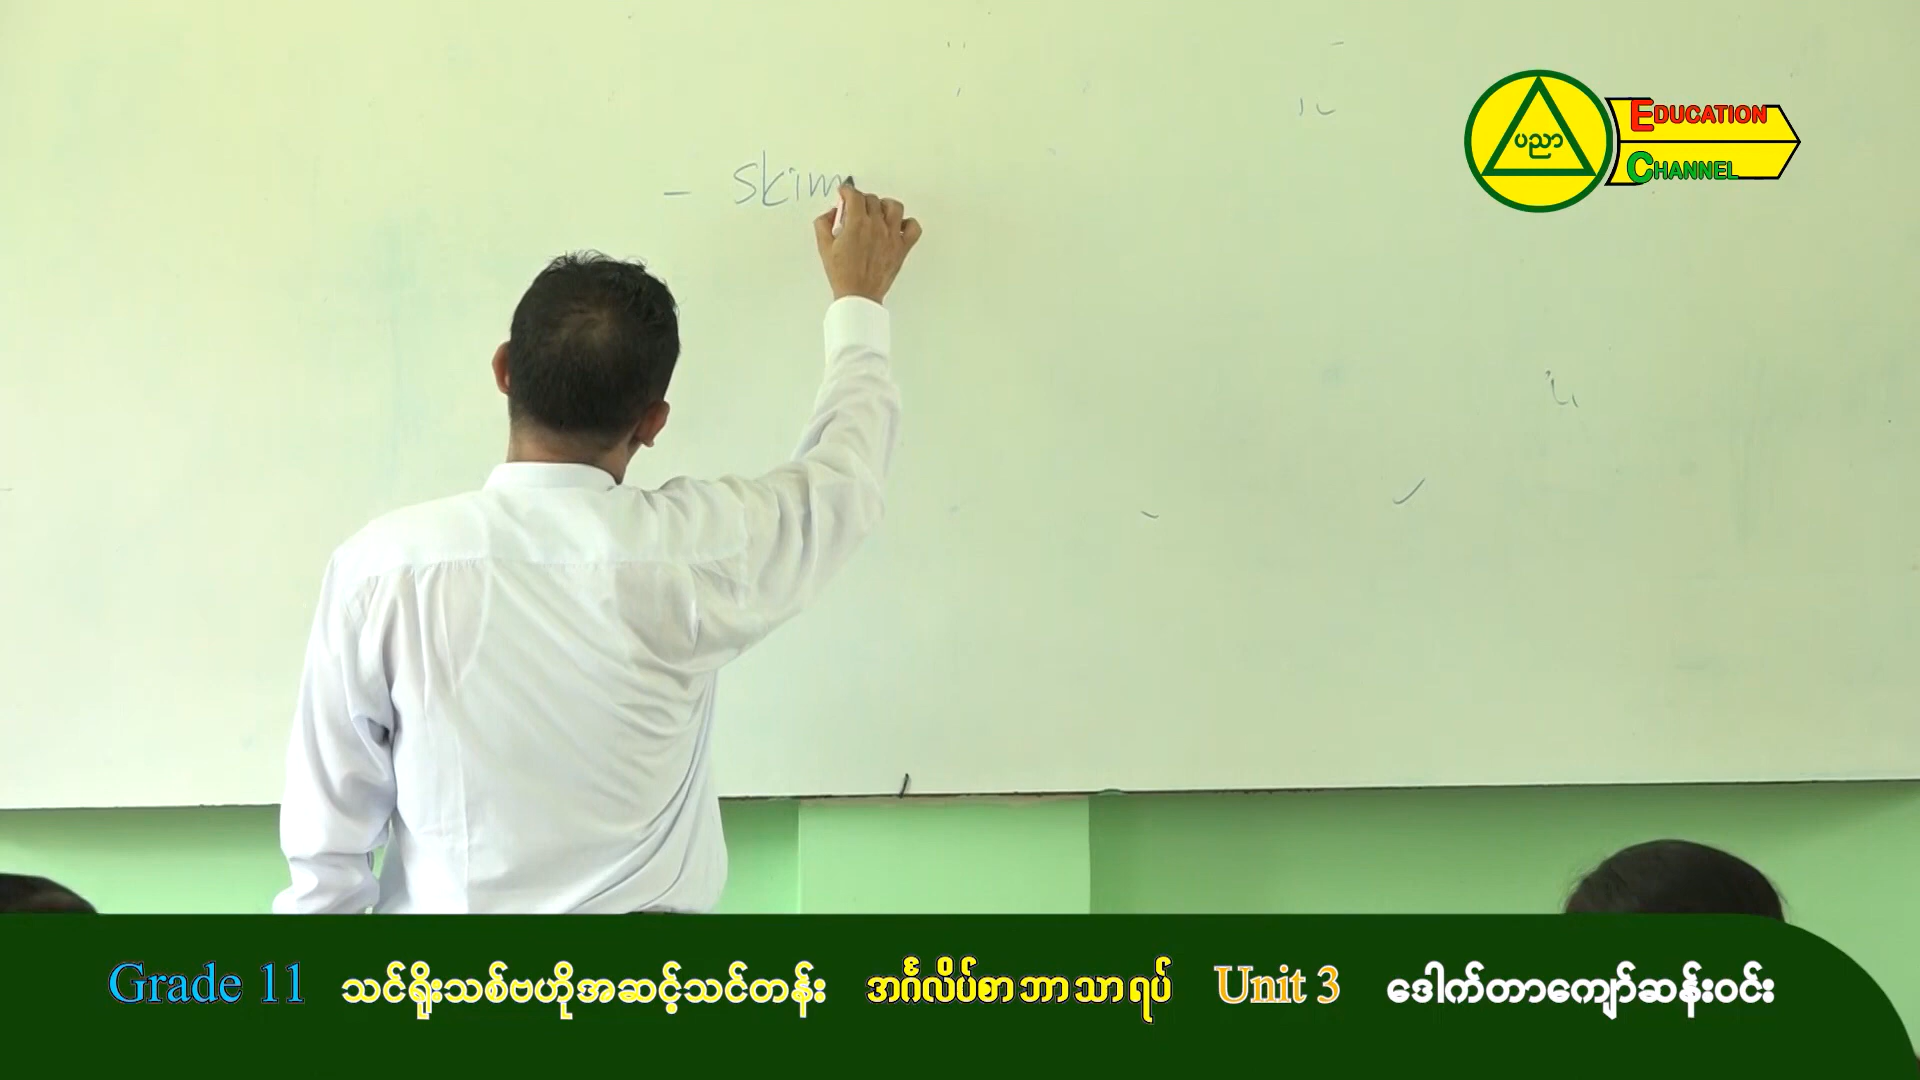 - Skim
ပညာ
EDUCATION
CHANNEL
Grade 11 သင်ရိုးသစ်ဗဟိုအဆင့်သင်တန်း အင်္ဂလိပ်စာဘာသာရပ် Unit 3 ဒေါက်တာကျော်ဆန်းဝင်း